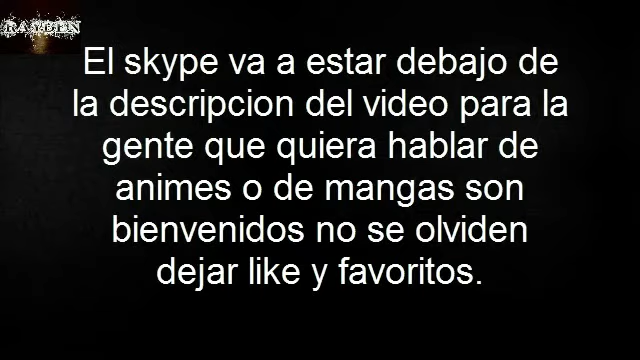 El skype va a estar debajo de
la descripcion del video para la
gente que quiera hablar de
animes o de mangas son
bienvenidos no se olviden
dejar like y favoritos.